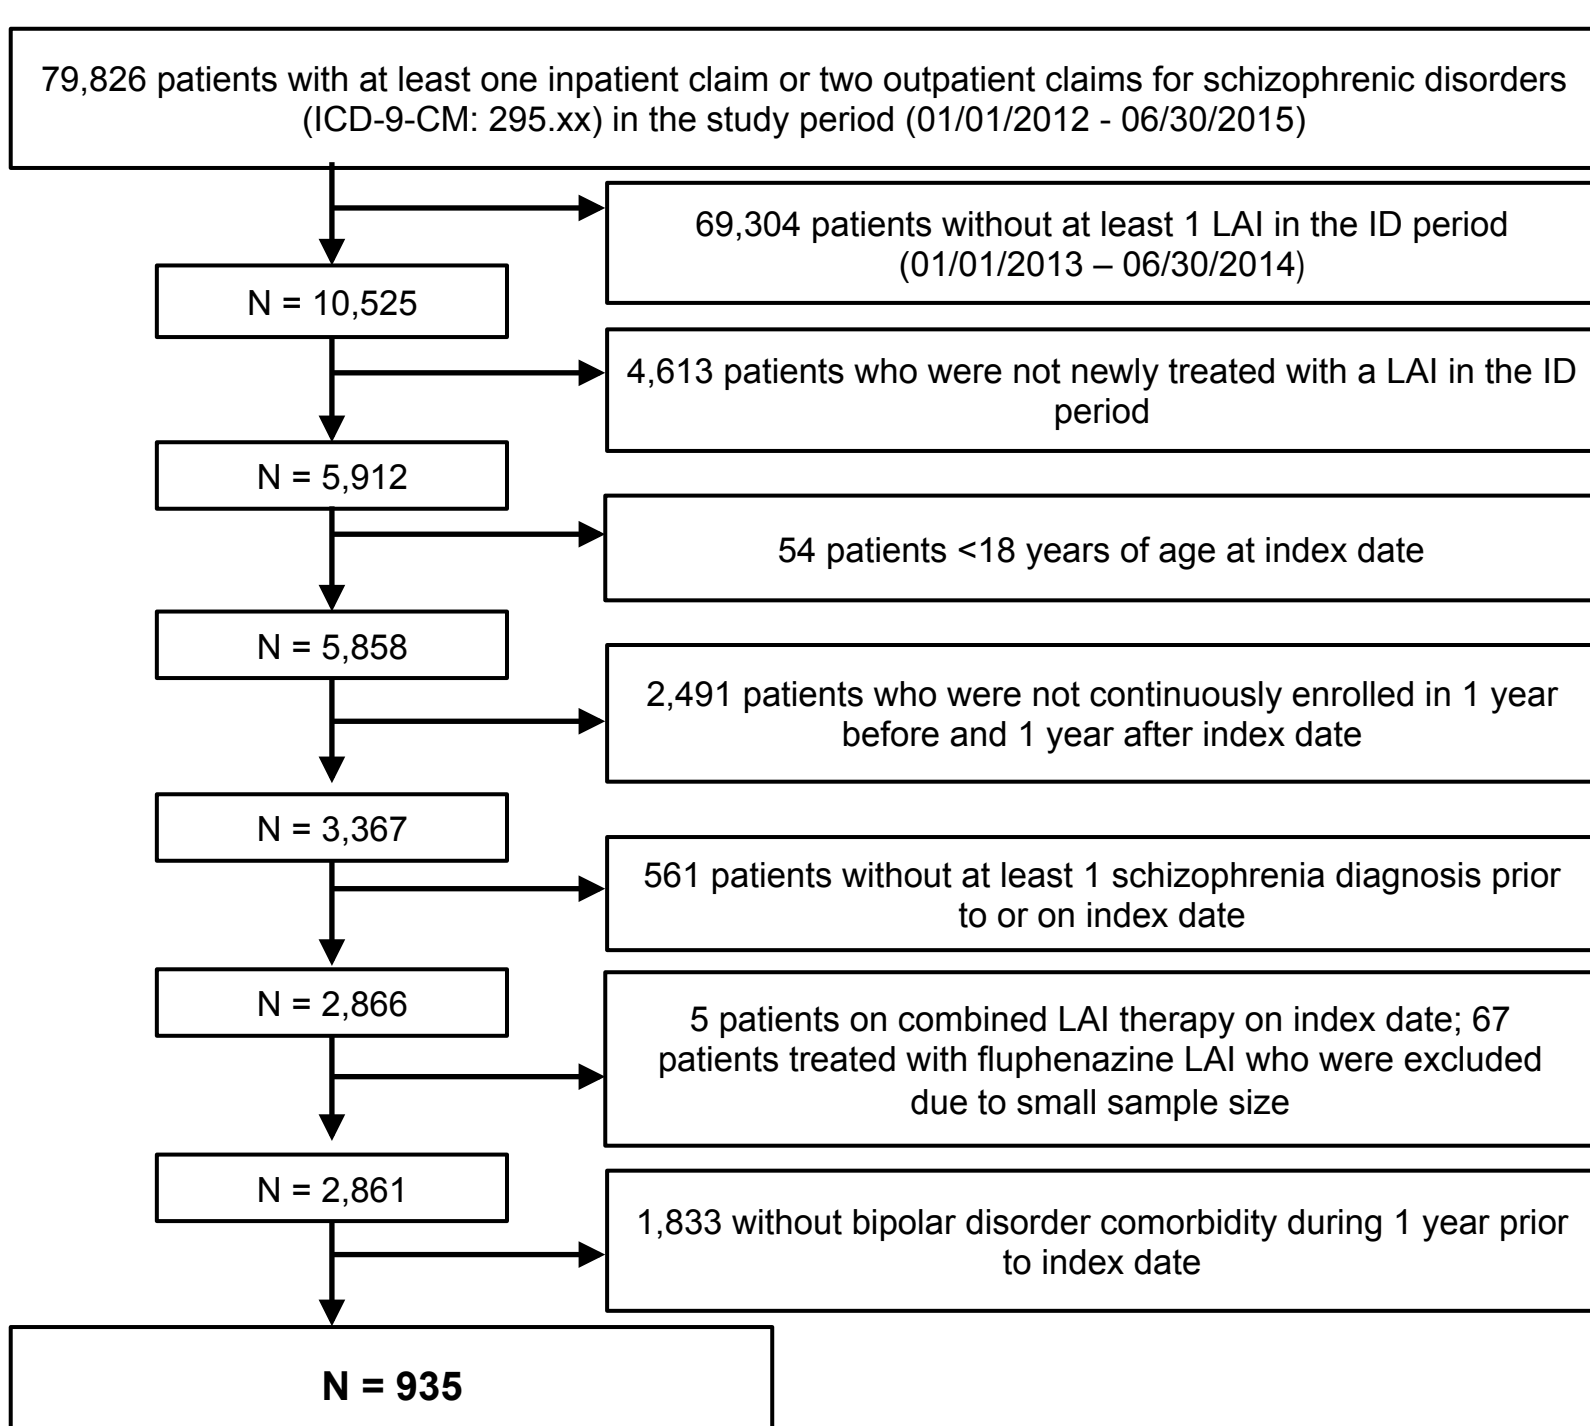 79,826 patients with at least one inpatient claim or two outpatient claims for schizophrenic disorders
(ICD-9-CM: 295.xx) in the study period (01/01/2012 - 06/30/2015)
69,304 patients without at least 1 LAI in the ID period
(01/01/2013 – 06/30/2014)
N = 10,525
4,613 patients who were not newly treated with a LAI in the ID
period
N = 5,912
54 patients <18 years of age at index date
N = 5,858
2,491 patients who were not continuously enrolled in 1 year
before and 1 year after index date
N = 3,367
561 patients without at least 1 schizophrenia diagnosis prior
to or on index date
N = 2,866
5 patients on combined LAI therapy on index date; 67
patients treated with fluphenazine LAI who were excluded
due to small sample size
N = 2,861
1,833 without bipolar disorder comorbidity during 1 year prior
to index date
N = 935